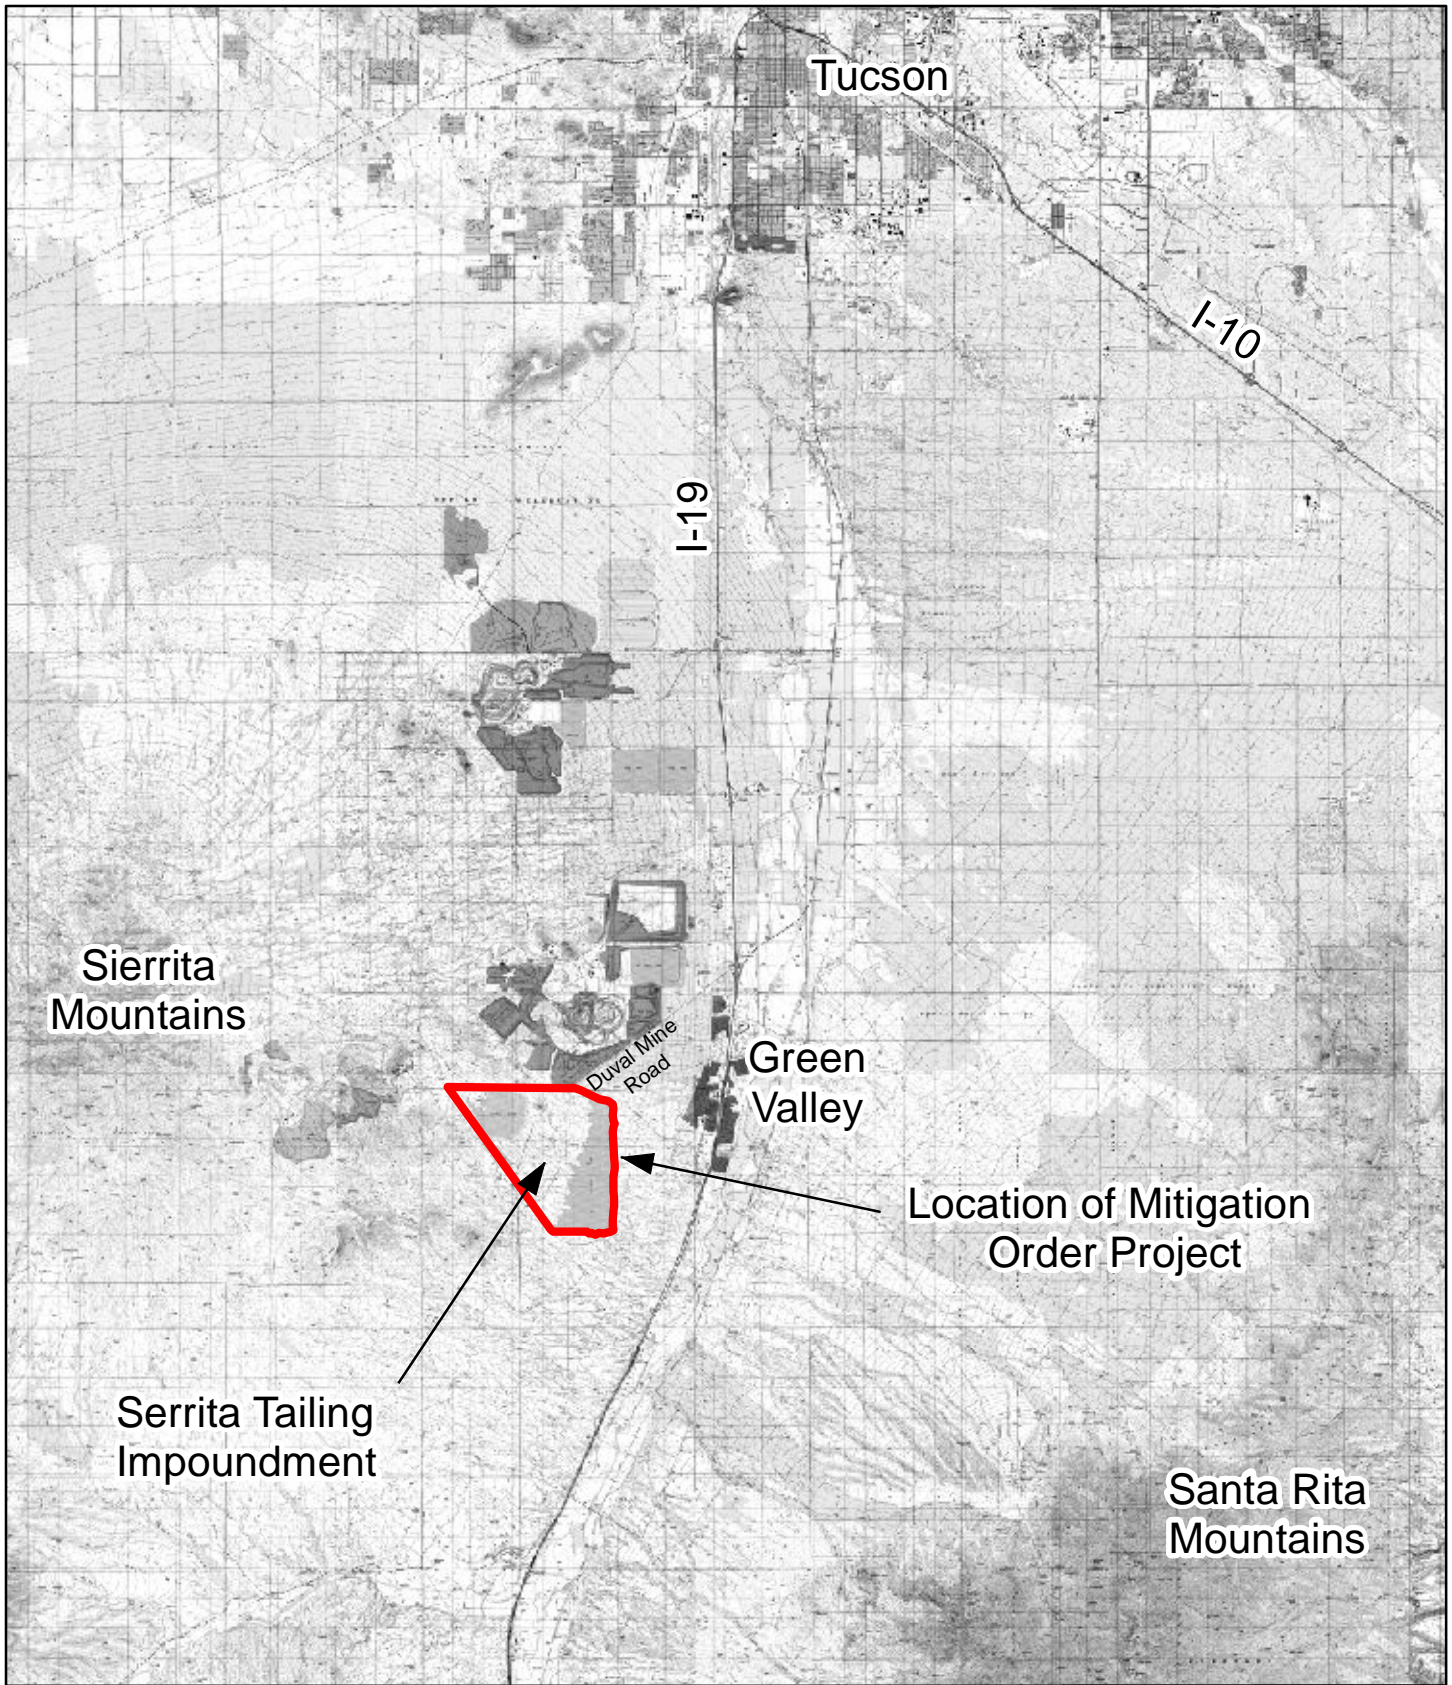 Tucson
I-10
I-19
Sierrita
Mountains
Duval Mine
Road
Green
Valley
Location of Mitigation
Order Project
Serrita Tailing
Impoundment
Santa Rita
Mountains